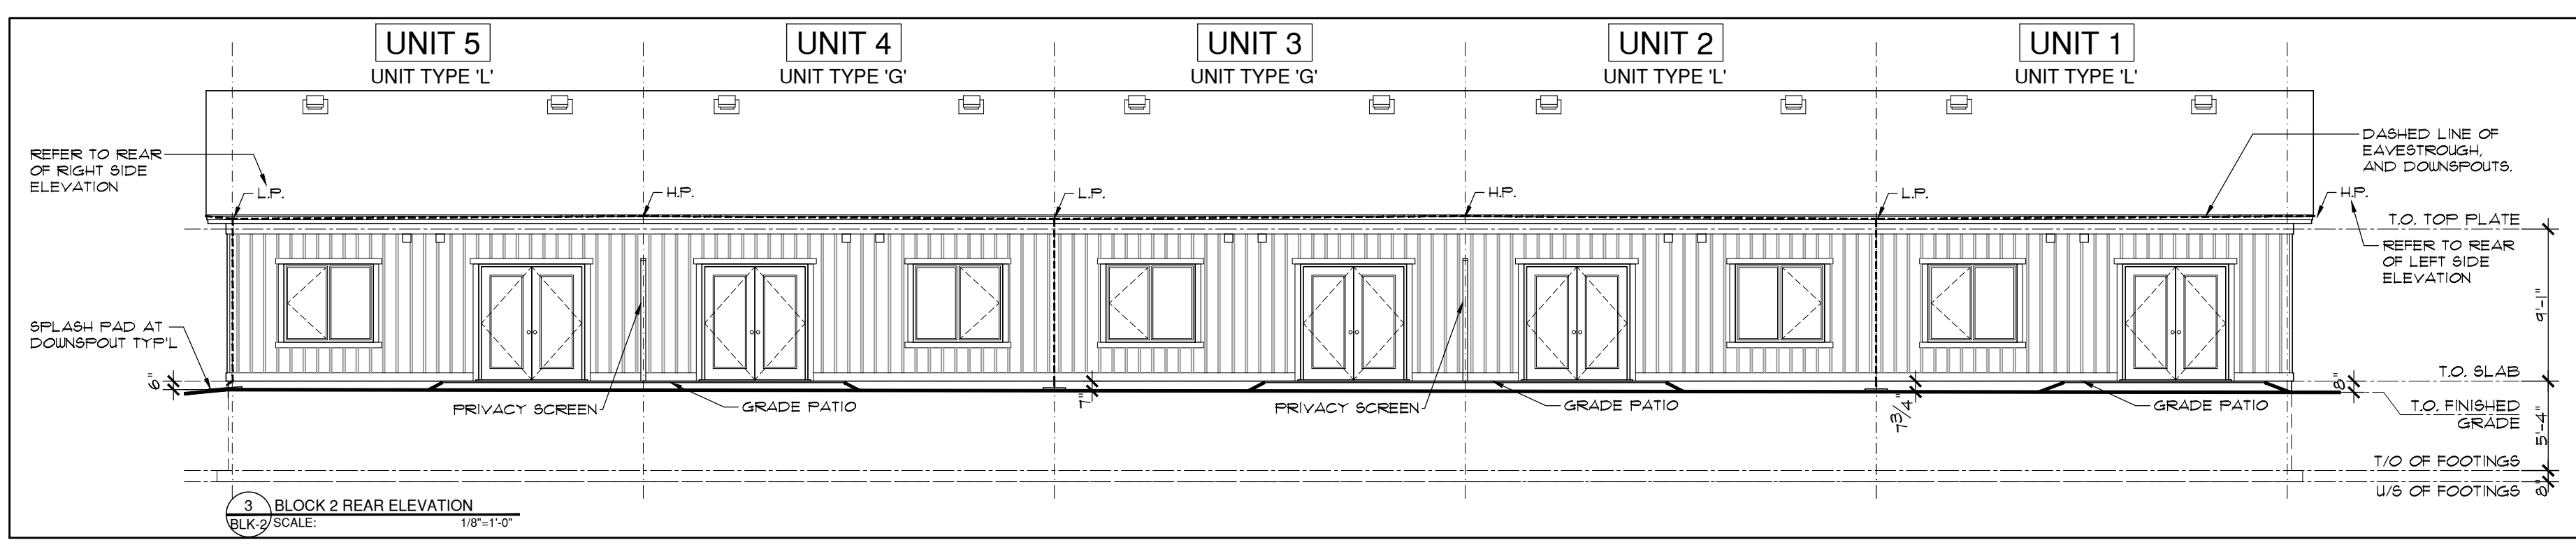 UNIT 5
UNIT TYPE 'L'
UNIT 4
UNIT TYPE 'G'
UNIT 3
UNIT TYPE 'G'
UNIT 2
UNIT TYPE 'L'
UNIT 1
UNIT TYPE 'L'
REFER TO REAR
OF RIGHT SIDE
ELEVATION
L.P.
H.P.
L.P.
H.P.
L.P.
H.P.
DASHED LINE OF
EAVESTROUGH,
AND DOWNSPOUTS.
T.O. TOP PLATE
REFER TO REAR
OF LEFT SIDE
ELEVATION
9'-1"
SPLASH PAD AT
DOWNSPOUT TYP'L
6"
PRIVACY SCREEN
GRADE PATIO
7"
PRIVACY SCREEN
GRADE PATIO
7 3/4"
GRADE PATIO
8"
T.O. SLAB
T.O. FINISHED
GRADE
5'-4"
T/O OF FOOTINGS
U/S OF FOOTINGS
8"
3
BLK-2
BLOCK 2 REAR ELEVATION
SCALE: 1/8"=1'-0"